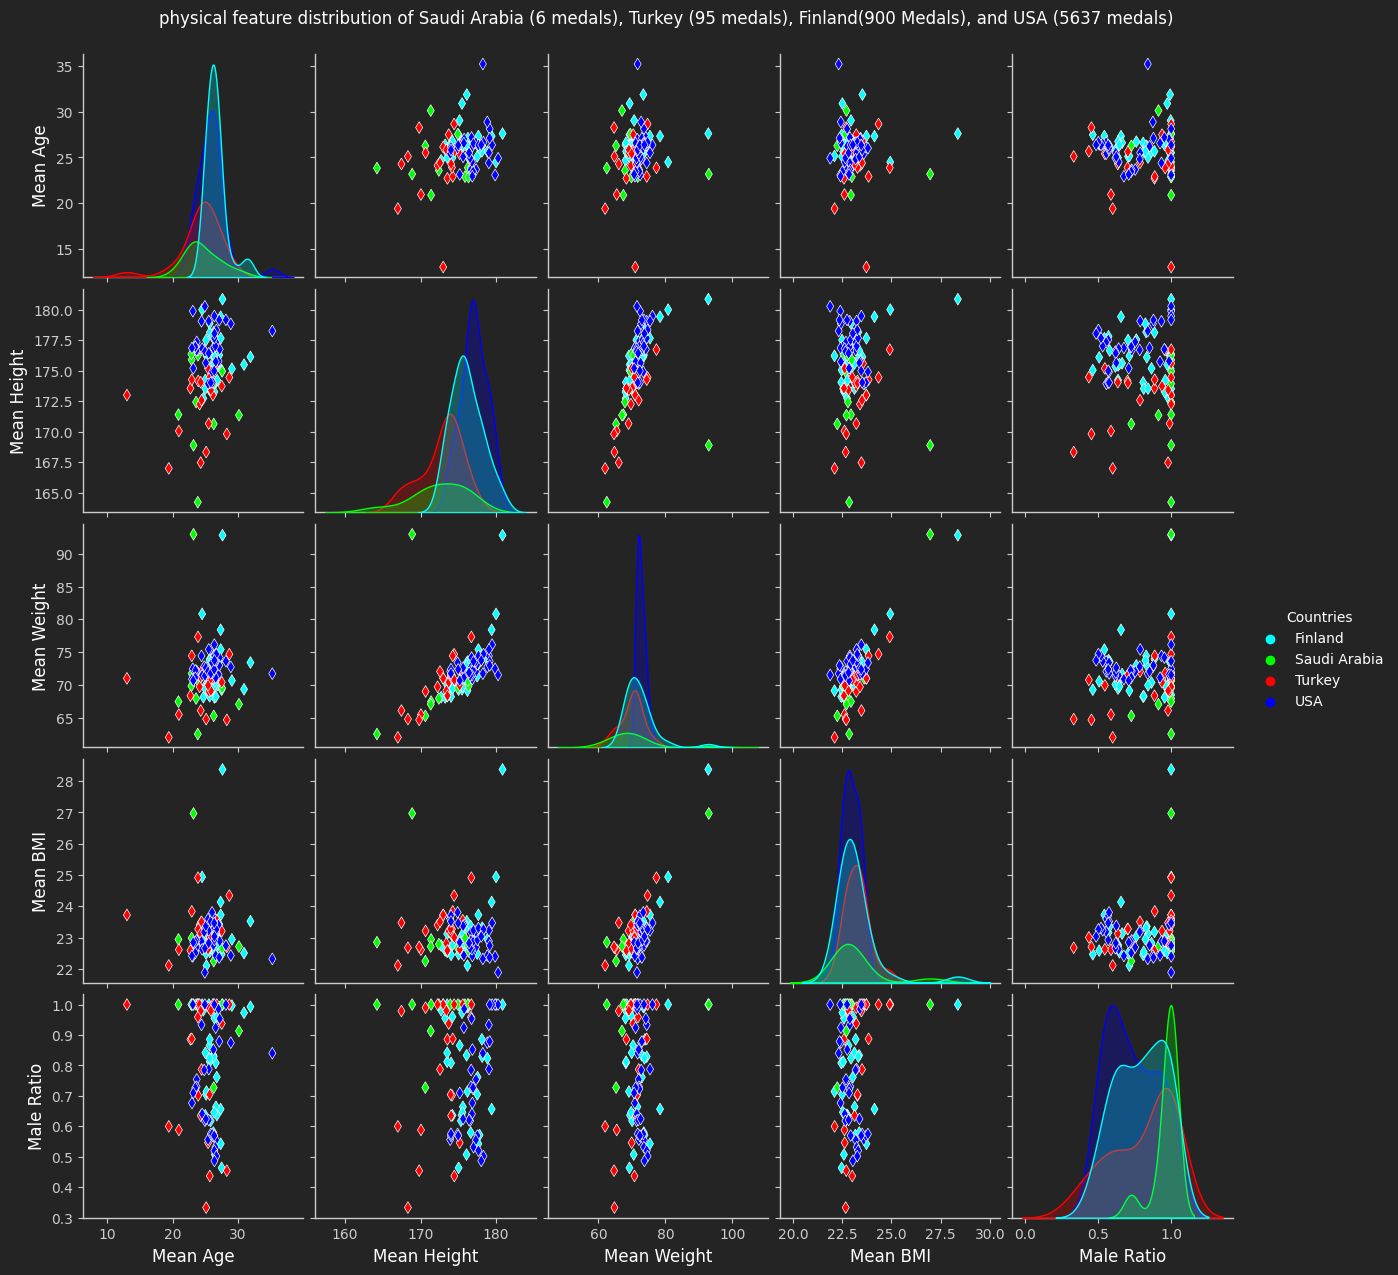 physical feature distribution of Saudi Arabia (6 medals), Turkey (95 medals), Finland(900 Medals), and USA (5637 medals)
35
30
25
20
15
Mean Age
180.0
177.5
175.0
172.5
170.0
167.5
165.0
Mean Height
90
85
80
75
70
65
Mean Weight
Countries
Finland
Saudi Arabia
Turkey
USA
28
27
26
25
24
23
22
Mean BMI
1.0
0.9
0.8
0.7
0.6
0.5
0.4
0.3
Male Ratio
10 20 30
160 170 180
60 80 100
20.0 22.5 25.0 27.5 30.0
0.0 0.5 1.0
Mean Age
Mean Height
Mean Weight
Mean BMI
Male Ratio